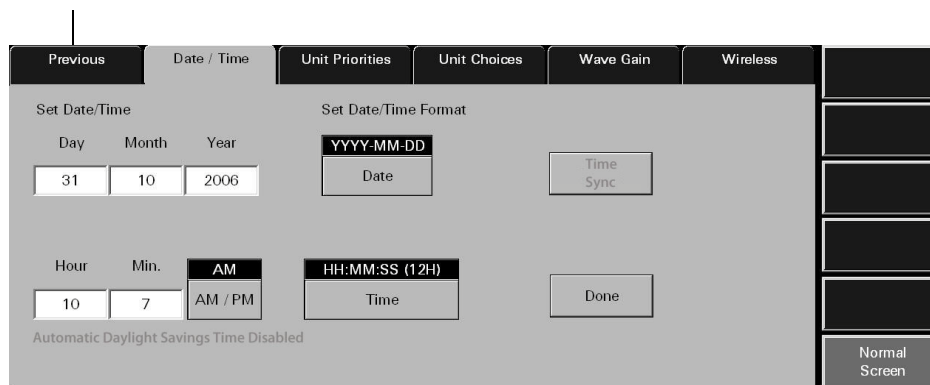 Previous
Date / Time
Unit Priorities
Unit Choices
Wave Gain
Wireless
Set Date/Time
Set Date/Time Format
Day
Month
Year
YYYY-MM-DD
31
10
2006
Date
Time
Sync
Hour
Min.
AM
HH:MM:SS (12H)
10
7
AM / PM
Time
Done
Automatic Daylight Savings Time Disabled
Normal
Screen